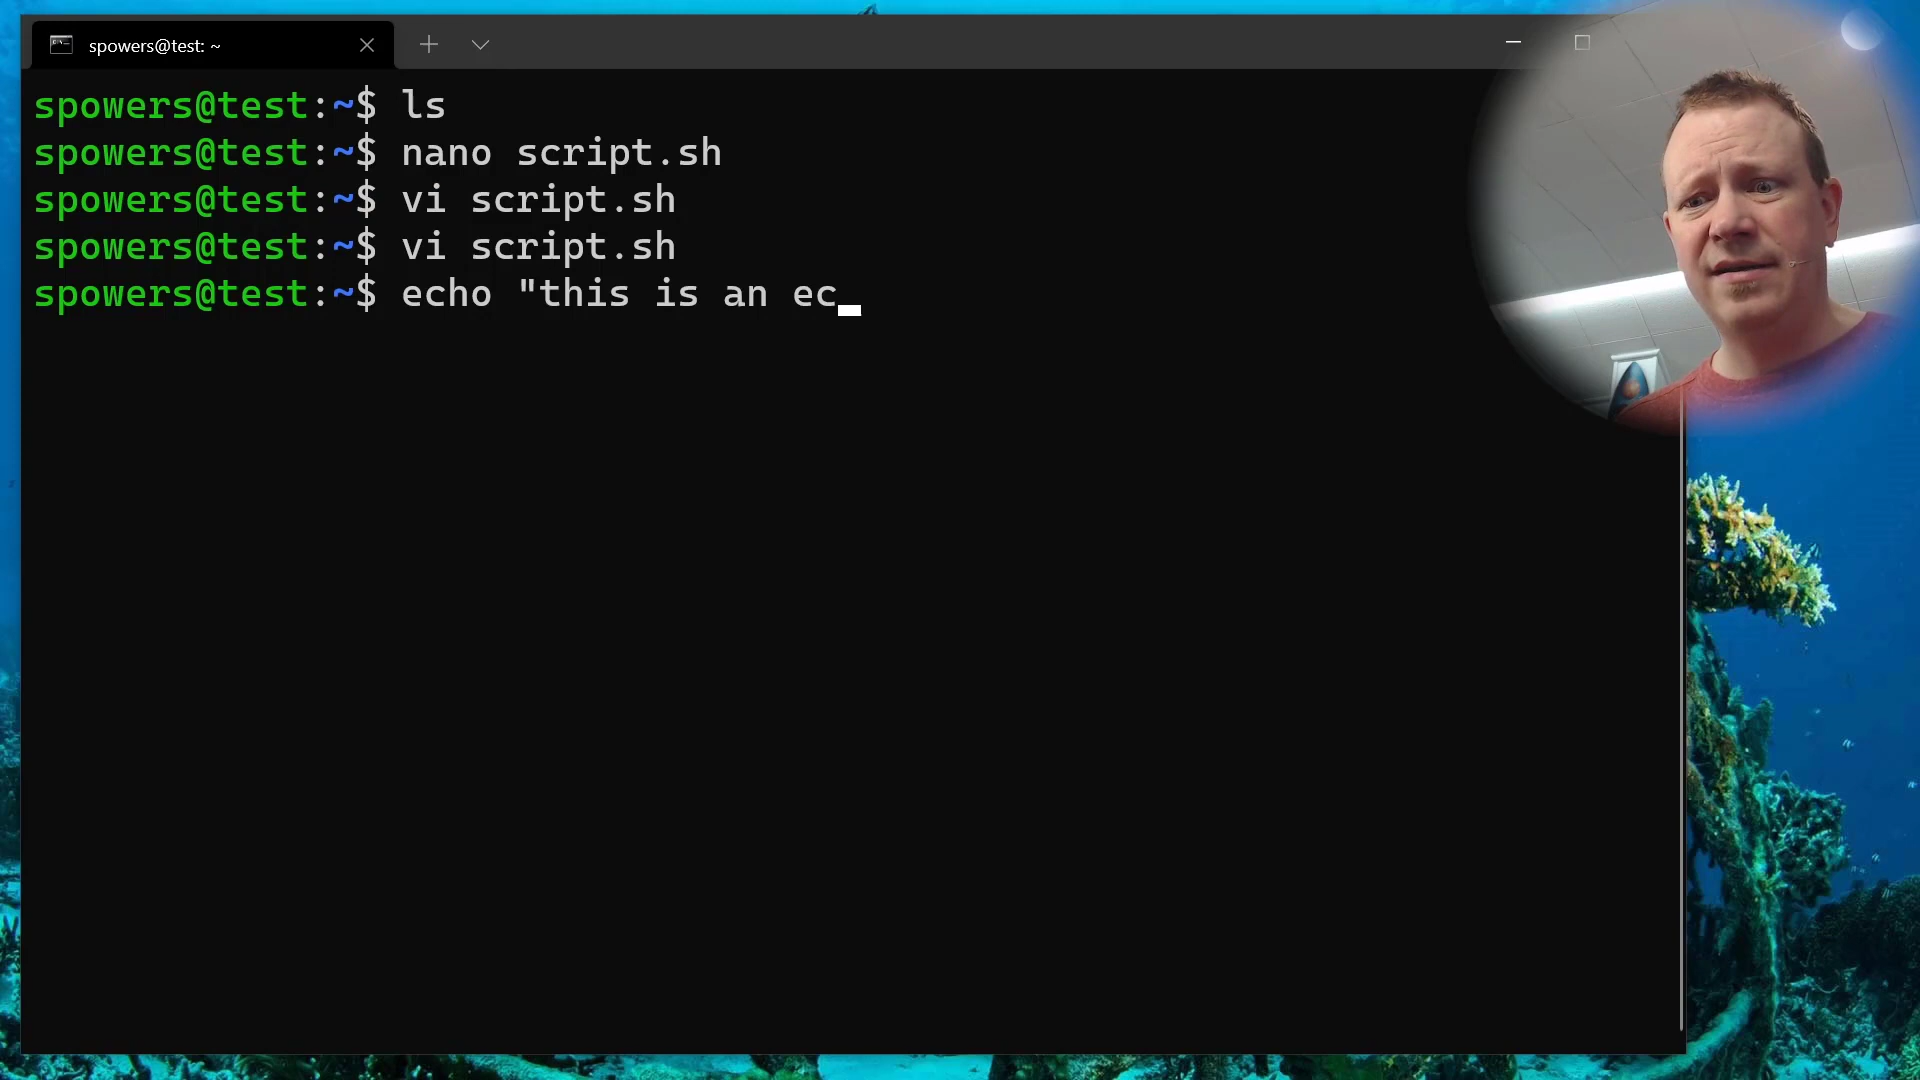 spowers@test: ~
spowers@test:~$ ls
spowers@test:~$ nano script.sh
spowers@test:~$ vi script.sh
spowers@test:~$ vi script.sh
spowers@test:~$ echo "this is an ec